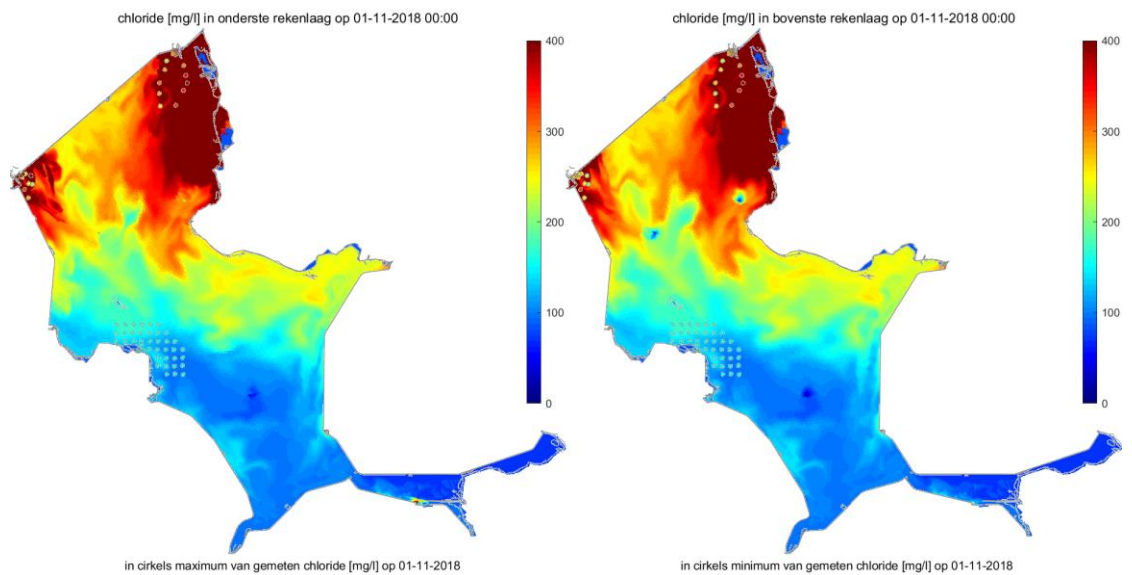 chloride [mg/l] in onderste rekenlaag op 01-11-2018 00:00
400
300
200
100
0
in cirkels maximum van gemeten chloride [mg/l] op 01-11-2018
chloride [mg/l] in bovenste rekenlaag op 01-11-2018 00:00
400
300
200
100
0
in cirkels minimum van gemeten chloride [mg/l] op 01-11-2018